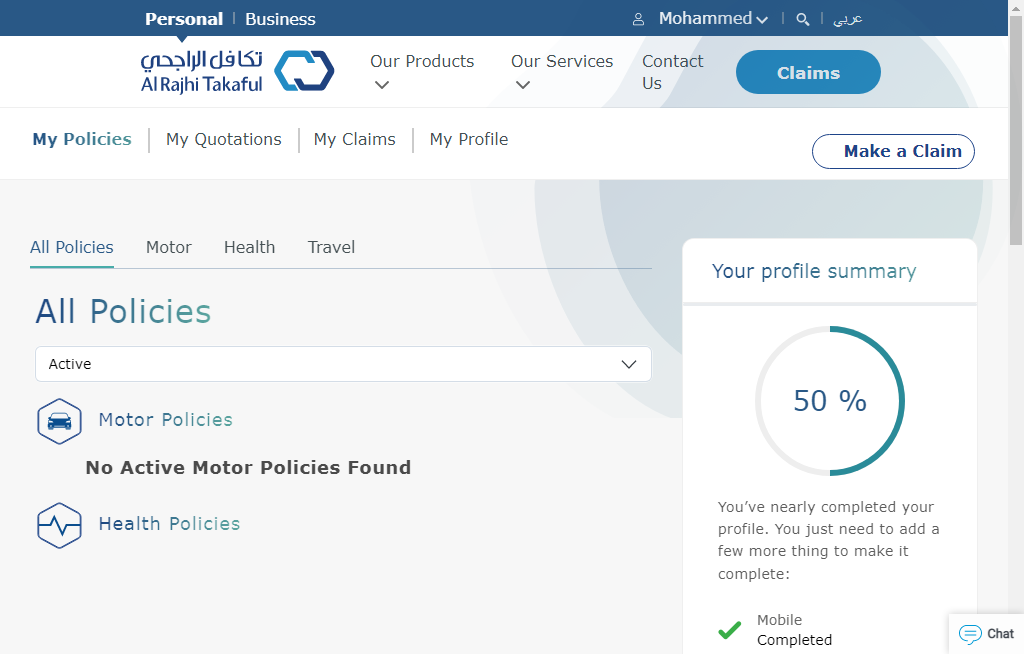 Personal
Business
Mohammed
عربي
تكافل الراجحي
Al Rajhi Takaful
Our Products
Our Services
Contact
Us
Claims
My Policies
My Quotations
My Claims
My Profile
Make a Claim
All Policies
Motor
Health
Travel
All Policies
Active
Motor Policies
No Active Motor Policies Found
Health Policies
Your profile summary
50 %
You’ve nearly completed your
profile. You just need to add a
few more thing to make it
complete:
Mobile
Completed
Chat